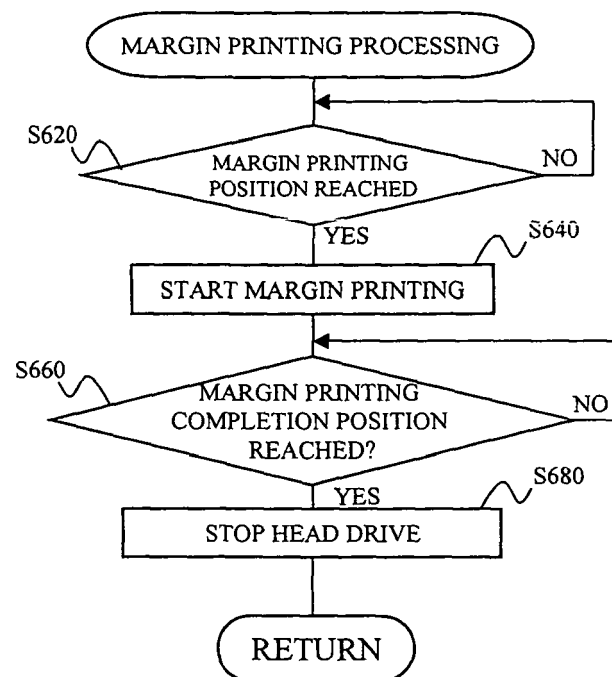 MARGIN PRINTING PROCESSING
S620
MARGIN PRINTING
POSITION REACHED
NO
YES
S640
START MARGIN PRINTING
S660
MARGIN PRINTING
COMPLETION POSITION
REACHED?
NO
YES
S680
STOP HEAD DRIVE
RETURN